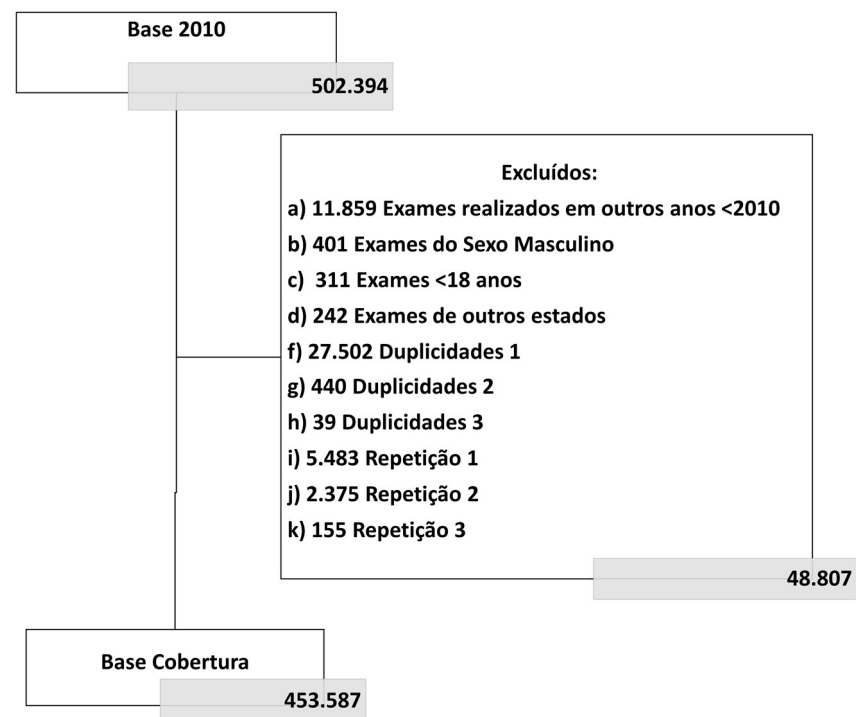 Base 2010
502.394
Excluídos:
a) 11.859 Exames realizados em outros anos <2010
b) 401 Exames do Sexo Masculino
c) 311 Exames <18 anos
d) 242 Exames de outros estados
f) 27.502 Duplicidades 1
g) 440 Duplicidades 2
h) 39 Duplicidades 3
i) 5.483 Repetição 1
j) 2.375 Repetição 2
k) 155 Repetição 3
48.807
Base Cobertura
453.587